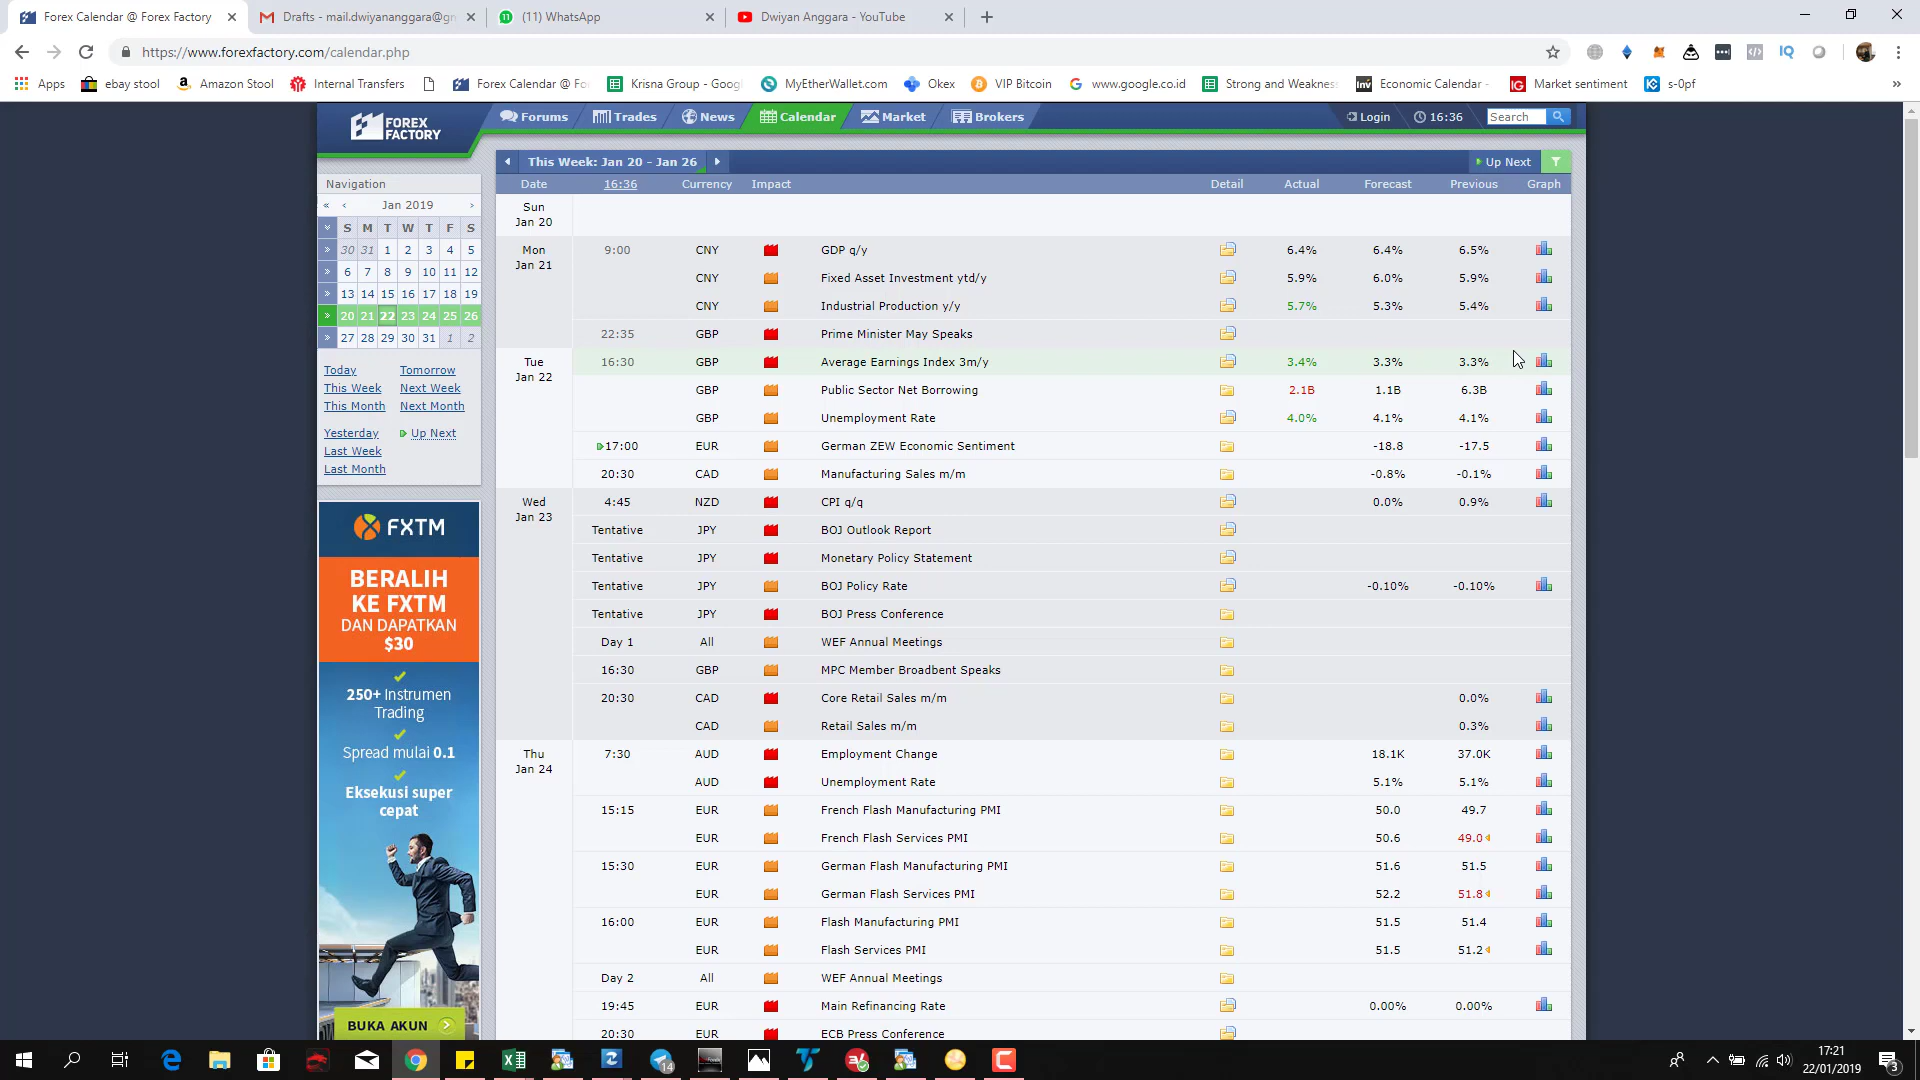 Forex Calendar @ Forex Factory
Drafts - mail.dwiyananggara@gm
(11) WhatsApp
Dwiyan Anggara - YouTube
https://www.forexfactory.com/calendar.php
Apps
ebay stool
Amazon Stool
Internal Transfers
Forex Calendar @ Fo
Krisna Group - Goog
MyEtherWallet.com
Okex
VIP Bitcoin
www.google.co.id
Strong and Weakness
Inv
Economic Calendar -
Market sentiment
s-0pf
FOREX
FACTORY
Forums
Trades
News
Calendar
Market
Brokers
Login
16:36
Search
This Week: Jan 20 - Jan 26
Up Next
Navigation
Jan 2019
S M T W T F S
30 31 1 2 3 4 5
6 7 8 9 10 11 12
13 14 15 16 17 18 19
20 21 22 23 24 25 26
27 28 29 30 31 1 2
Today Tomorrow
This Week Next Week
This Month Next Month
Yesterday Up Next
Last Week
Last Month
FXTM
BERALIH
KE FXTM
DAN DAPATKAN
$30
250+ Instrumen
Trading
Spread mulai 0.1
Eksekusi super
cepat
BUKA AKUN
Date 16:36 Currency Impact Detail Actual Forecast Previous Graph
Sun
Jan 20
Mon
Jan 21
9:00 CNY GDP q/y 6.4% 6.4% 6.5%
CNY Fixed Asset Investment ytd/y 5.9% 6.0% 5.9%
CNY Industrial Production y/y 5.7% 5.3% 5.4%
22:35 GBP Prime Minister May Speaks
Tue
Jan 22
16:30 GBP Average Earnings Index 3m/y 3.4% 3.3% 3.3%
GBP Public Sector Net Borrowing 2.1B 1.1B 6.3B
GBP Unemployment Rate 4.0% 4.1% 4.1%
17:00 EUR German ZEW Economic Sentiment -18.8 -17.5
20:30 CAD Manufacturing Sales m/m -0.8% -0.1%
Wed
Jan 23
4:45 NZD CPI q/q 0.0% 0.9%
Tentative JPY BOJ Outlook Report
Tentative JPY Monetary Policy Statement
Tentative JPY BOJ Policy Rate -0.10% -0.10%
Tentative JPY BOJ Press Conference
Day 1 All WEF Annual Meetings
16:30 GBP MPC Member Broadbent Speaks
20:30 CAD Core Retail Sales m/m 0.0%
CAD Retail Sales m/m 0.3%
Thu
Jan 24
7:30 AUD Employment Change 18.1K 37.0K
AUD Unemployment Rate 5.1% 5.1%
15:15 EUR French Flash Manufacturing PMI 50.0 49.7
EUR French Flash Services PMI 50.6 49.0
15:30 EUR German Flash Manufacturing PMI 51.6 51.5
EUR German Flash Services PMI 52.2 51.8
16:00 EUR Flash Manufacturing PMI 51.5 51.4
EUR Flash Services PMI 51.5 51.2
Day 2 All WEF Annual Meetings
19:45 EUR Main Refinancing Rate 0.00% 0.00%
20:30 EUR ECB Press Conference
14
17:21
22/01/2019
3